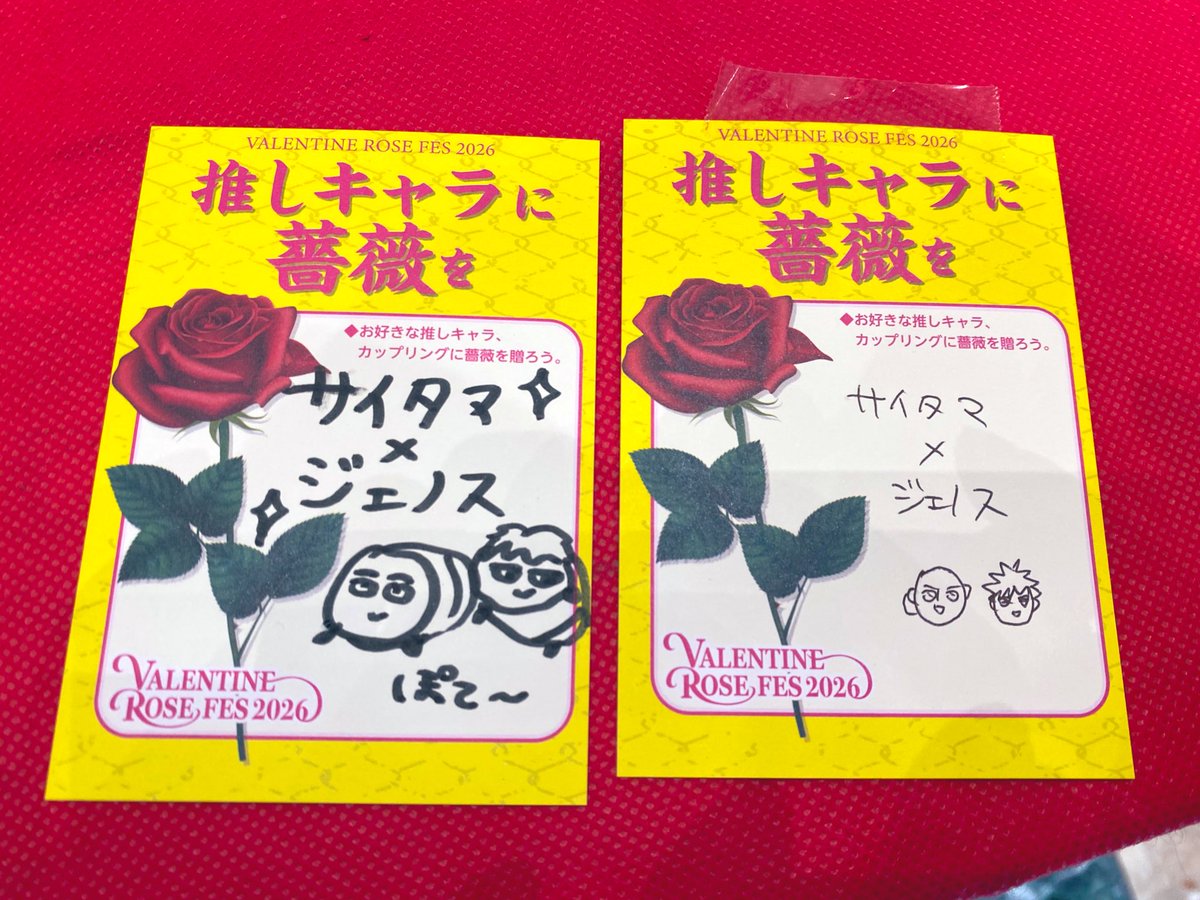 VALENTINE ROSE FES 2026
推しキャラに
薔薇を
◆お好きな推しキャラ、
カップリングに薔薇を贈ろう。
サイタマ
×
ジェノス
ぽて〜
VALENTINE
ROSE FES 2026
VALENTINE ROSE FES 2026
推しキャラに
薔薇を
◆お好きな推しキャラ、
カップリングに薔薇を贈ろう。
サイタマ
×
ジェノス
VALENTINE
ROSE FES 2026